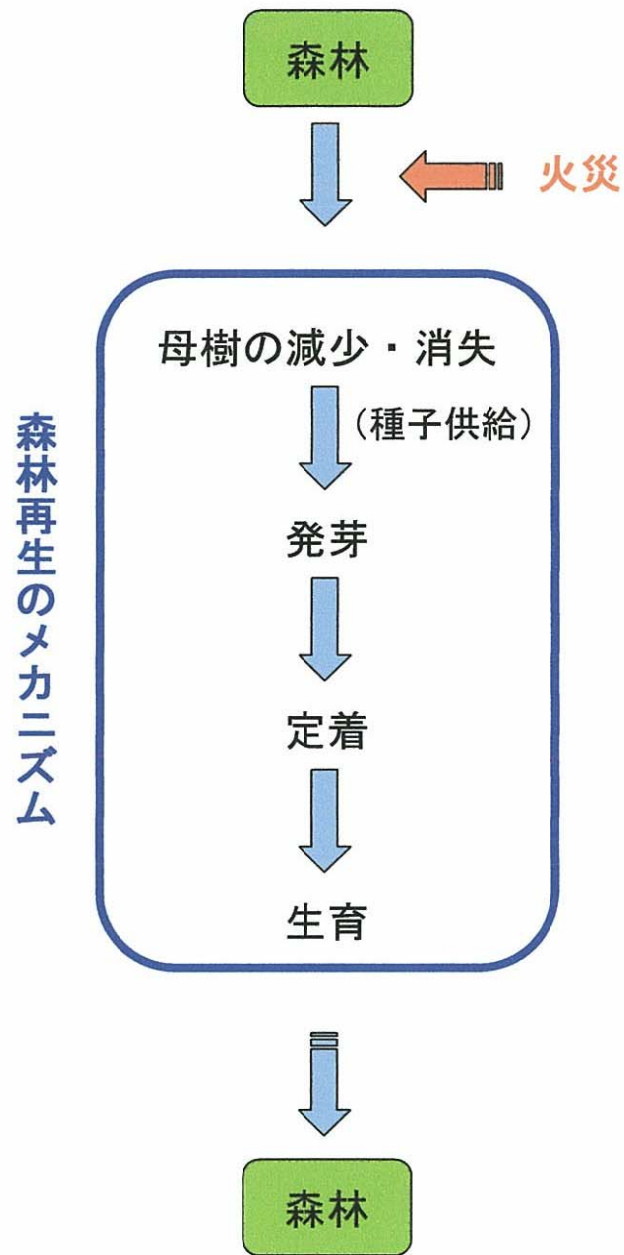 森林
火災
母樹の減少・消失
(種子供給)
発芽
定着
生育
森林再生のメカニズム
森林